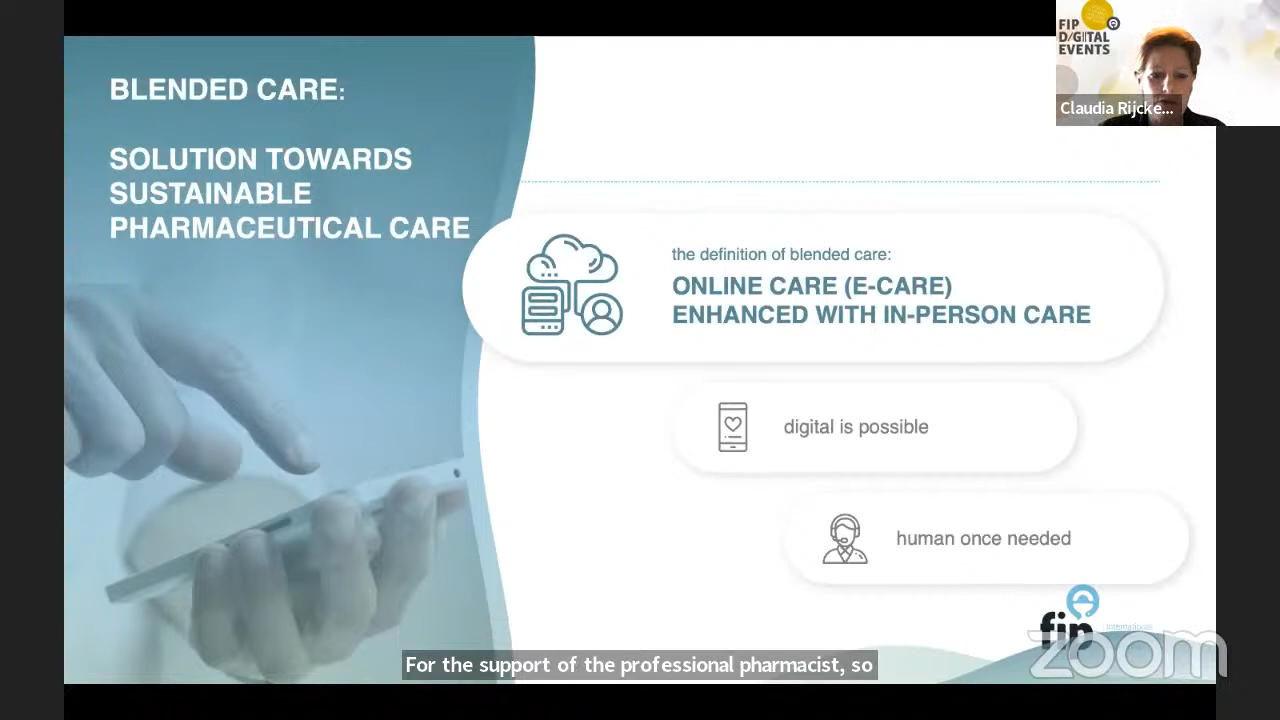 BLENDED CARE:
SOLUTION TOWARDS
SUSTAINABLE
PHARMACEUTICAL CARE
FIP
D/GITAL
EVENTS
Claudia Rijcke...
the definition of blended care:
ONLINE CARE (E-CARE)
ENHANCED WITH IN-PERSON CARE
digital is possible
human once needed
fip
International
zoom
For the support of the professional pharmacist, so